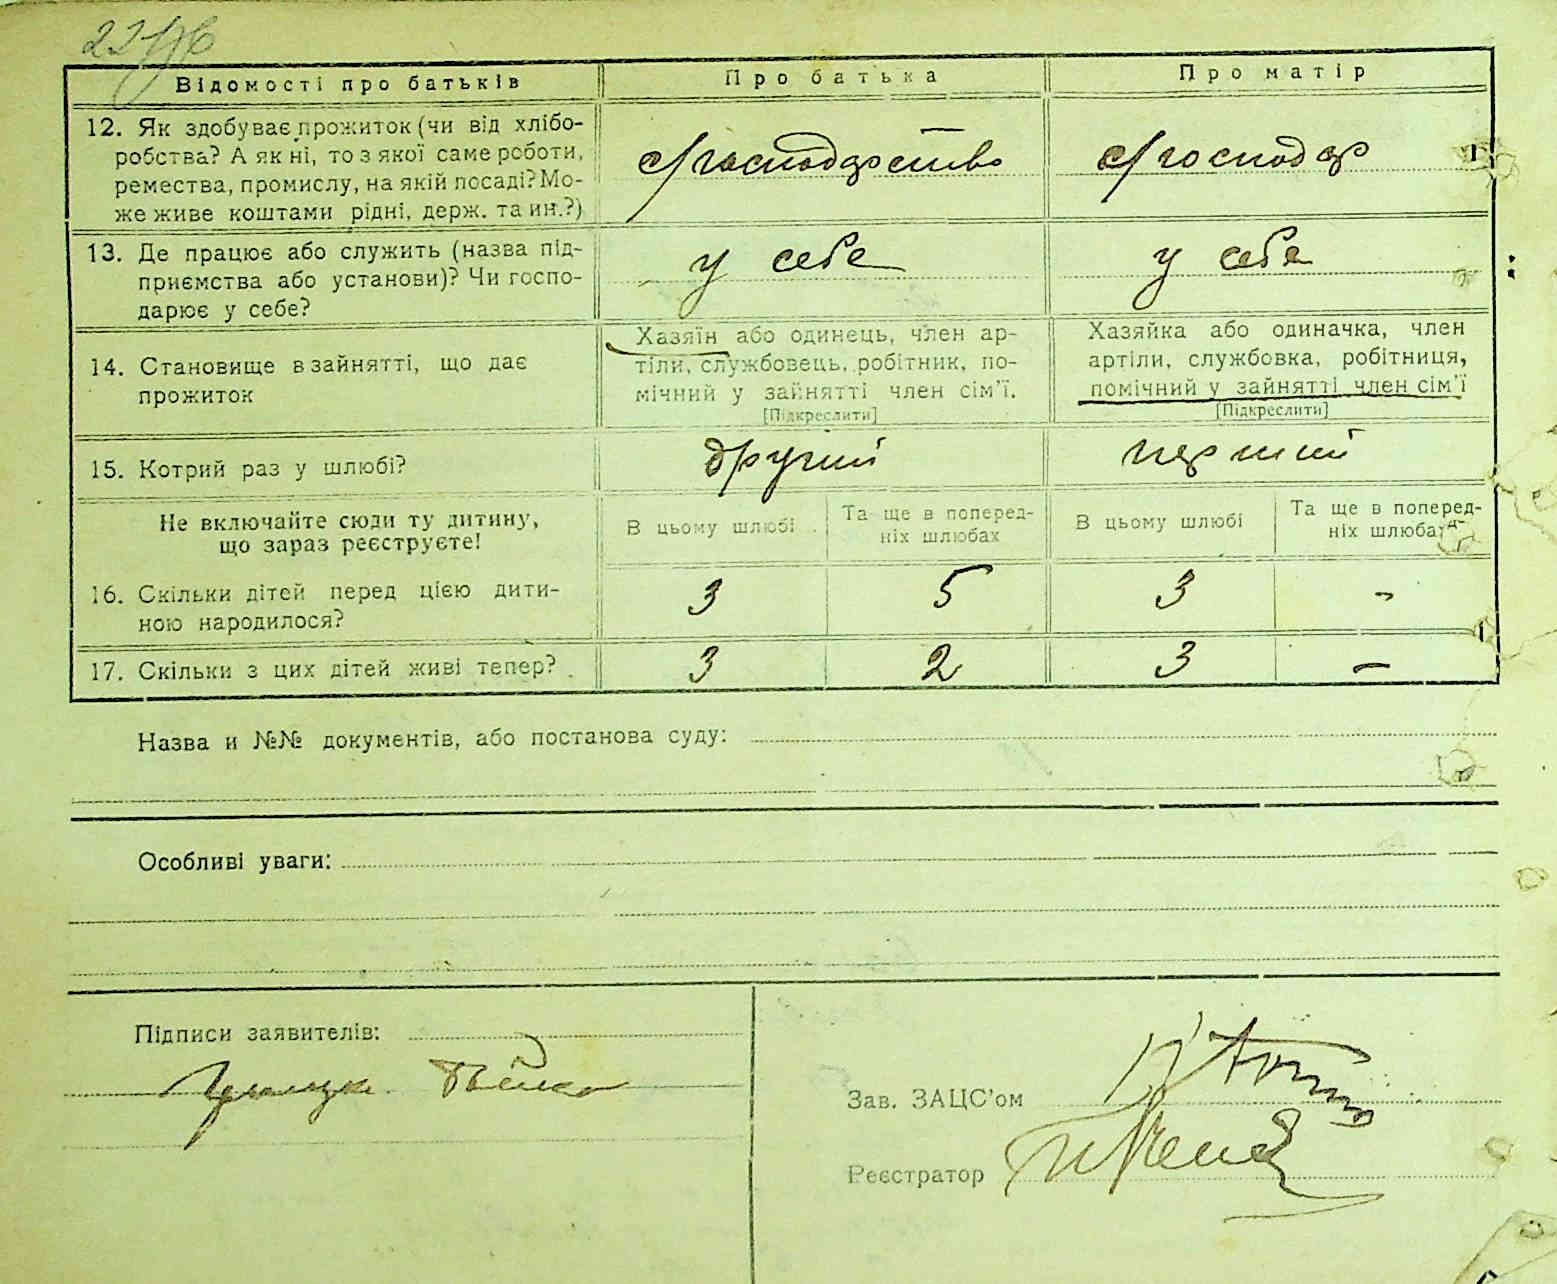 Відомості про батьків
Про батька
Про матір
12. Як здобуває прожиток (чи від хлібо-
робства? А як ні, то з якої саме роботи,
ремества, промислу, на якій посаді? Мо-
же живе коштами рідні, держ. та ин.?)
с/господарство
с/господар
13. Де працює або служить (назва під-
приємства або установи)? Чи госпо-
дарює у себе?
у себе
у себе
14. Становище в зайнятті, що дає
прожиток
Хазяїн або одинець, член ар-
тіли, службовець, робітник, по-
мічний у зайнятті член сім'ї.
[Підкреслити]
Хазяйка або одиначка, член
артіли, службовка, робітниця,
помічний у зайнятті член сім'ї
[Підкреслити]
15. Котрий раз у шлюбі?
другий
перший
Не включайте сюди ту дитину,
що зараз реєструєте!
В цьому шлюбі
Та ще в поперед-
ніх шлюбах
В цьому шлюбі
Та ще в поперед-
ніх шлюбах
16. Скільки дітей перед цією дити-
ною народилося?
3
5
3
-
17. Скільки з цих дітей живі тепер?
3
2
3
-
Назва и №№ документів, або постанова суду:
Особливі уваги:
Підписи заявителів:
Зав. ЗАЦС'ом
Реєстратор